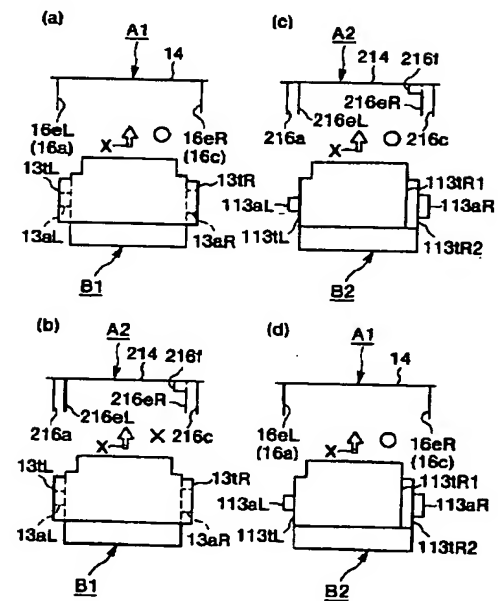 (a)
A1
14
16eL
(16a)
X
16eR
(16c)
13tL
13tR
13aL
13aR
B1
(c)
A2
214
216f
216eR
216eL
216a
X
216c
113tR1
113aL
113aR
113tL
113tR2
B2
(b)
A2
214
216f
216eR
216eL
216a
X
216c
13tL
13tR
13aL
13aR
B1
(d)
A1
14
16eL
(16a)
X
16eR
(16c)
113tR1
113aL
113aR
113tL
113tR2
B2